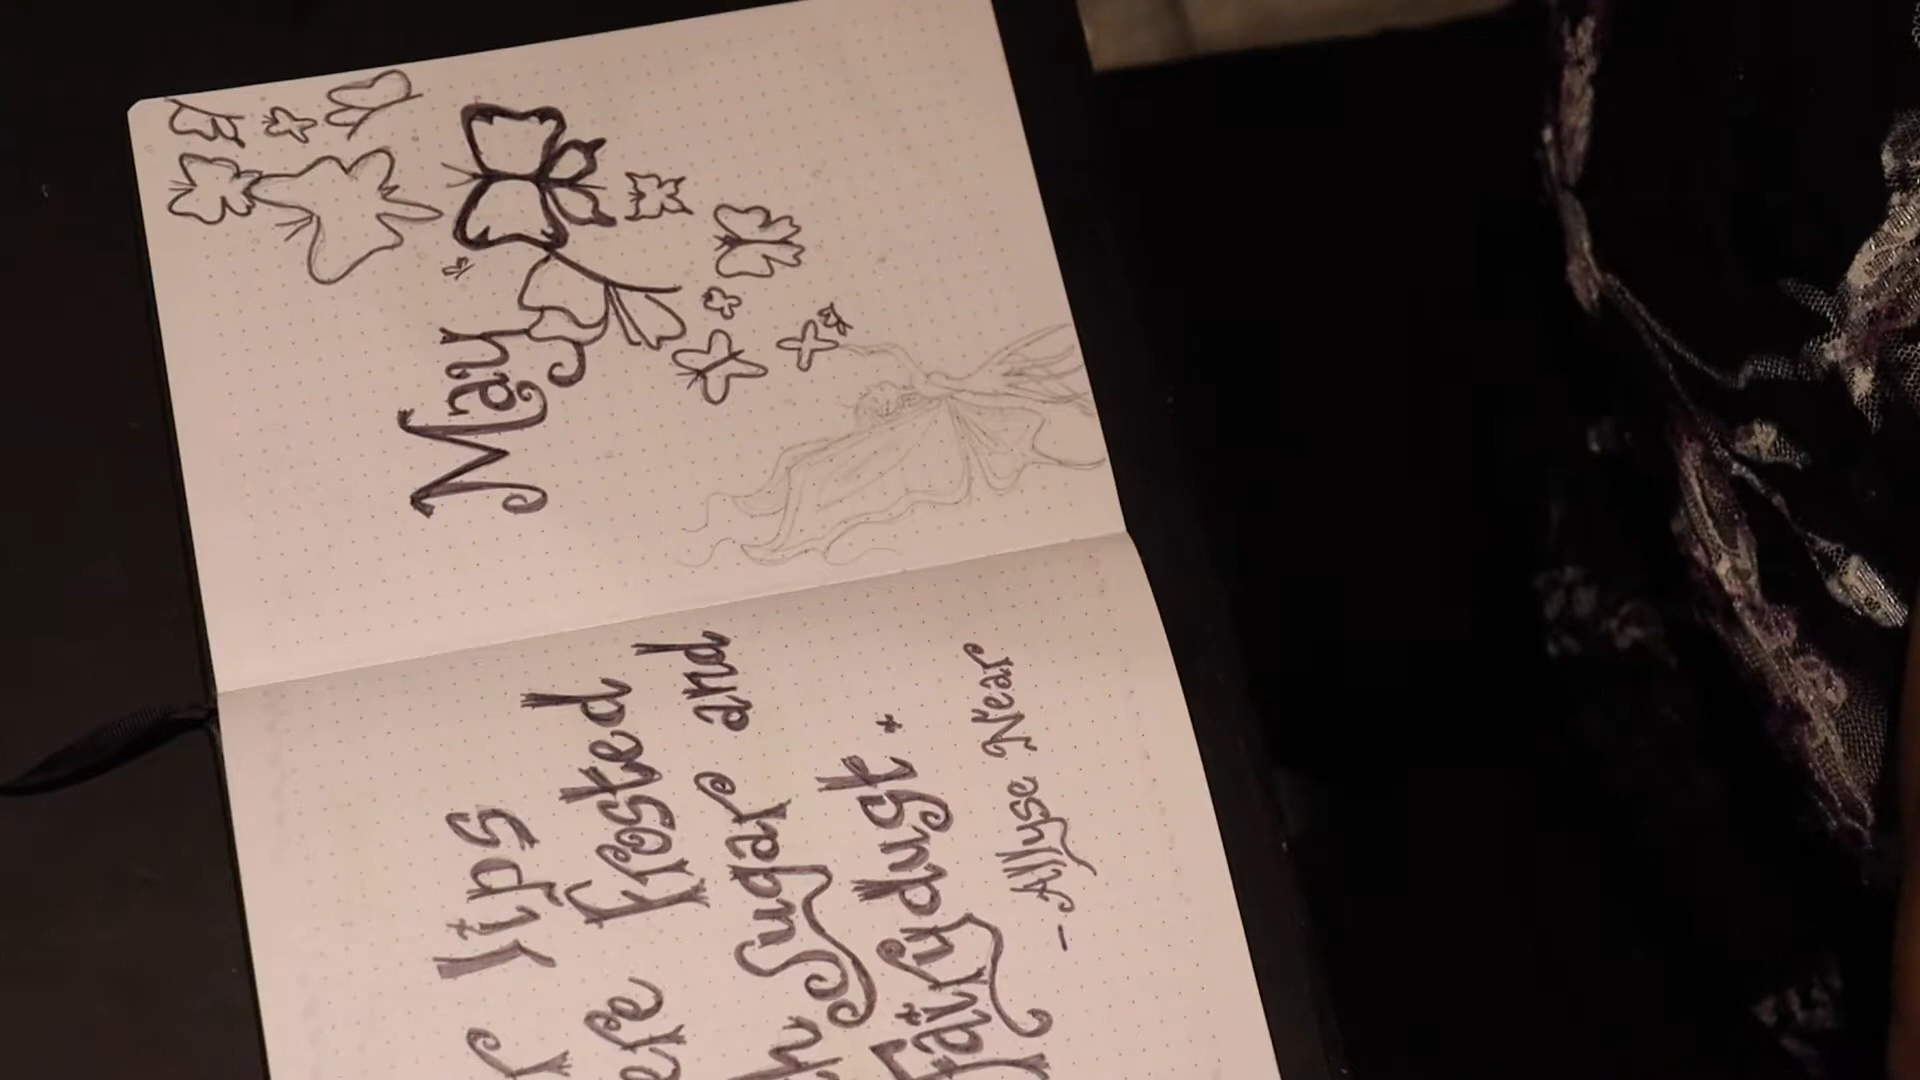 May
lips
Frosted
Sugar and
Fairydust.
- Allyse Near